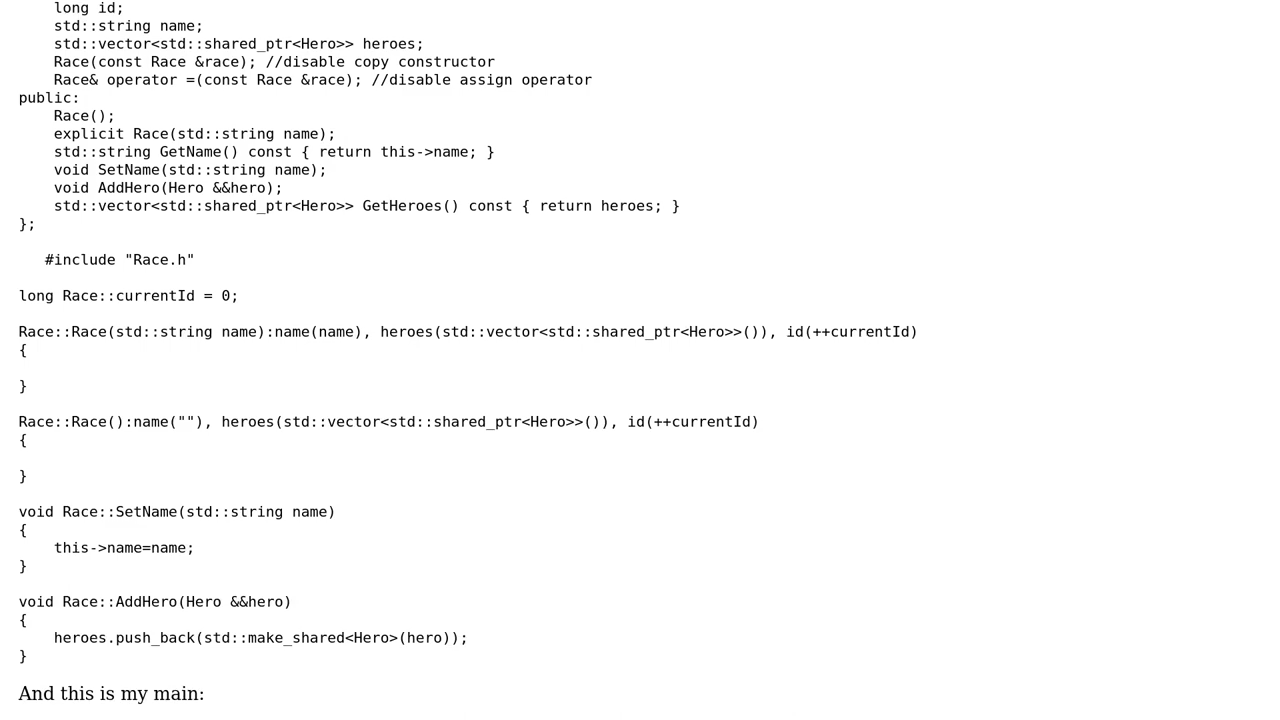 long id;
std::string name;
std::vector<std::shared_ptr<Hero>> heroes;
Race(const Race &race); //disable copy constructor
Race& operator =(const Race &race); //disable assign operator
public:
Race();
explicit Race(std::string name);
std::string GetName() const { return this->name; }
void SetName(std::string name);
void AddHero(Hero &&hero);
std::vector<std::shared_ptr<Hero>> GetHeroes() const { return heroes; }
};
#include "Race.h"
long Race::currentId = 0;
Race::Race(std::string name):name(name), heroes(std::vector<std::shared_ptr<Hero>>()), id(++currentId)
{
}
Race::Race():name(""), heroes(std::vector<std::shared_ptr<Hero>>()), id(++currentId)
{
}
void Race::SetName(std::string name)
{
this->name=name;
}
void Race::AddHero(Hero &&hero)
{
heroes.push_back(std::make_shared<Hero>(hero));
}
And this is my main: